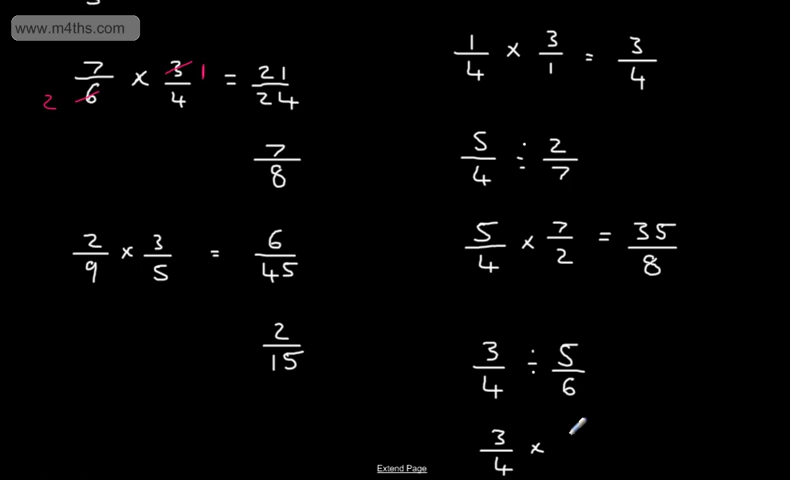 www.m4ths.com
7/6 × 3/4 = 21/24
2 1
7/8
2/9 × 3/5 = 6/45
2/15
1/4 × 3/1 = 3/4
5/4 ÷ 2/7
5/4 × 7/2 = 35/8
3/4 ÷ 5/6
3/4 ×
Extend Page